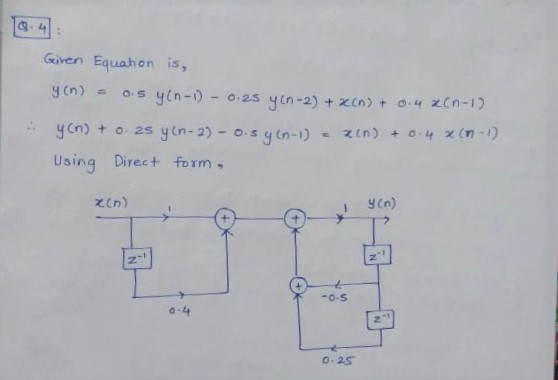 Q.4 :
Given Equation is,
y(n) = 0.5 y(n-1) - 0.25 y(n-2) + x(n) + 0.4 x(n-1)
∴ y(n) + 0.25 y(n-2) - 0.5 y(n-1) = x(n) + 0.4 x(n-1)
Using Direct form,
x(n) 1 + + 1 y(n)
z⁻¹ z⁻¹
+ -0.5
0.4 z⁻¹
0.25